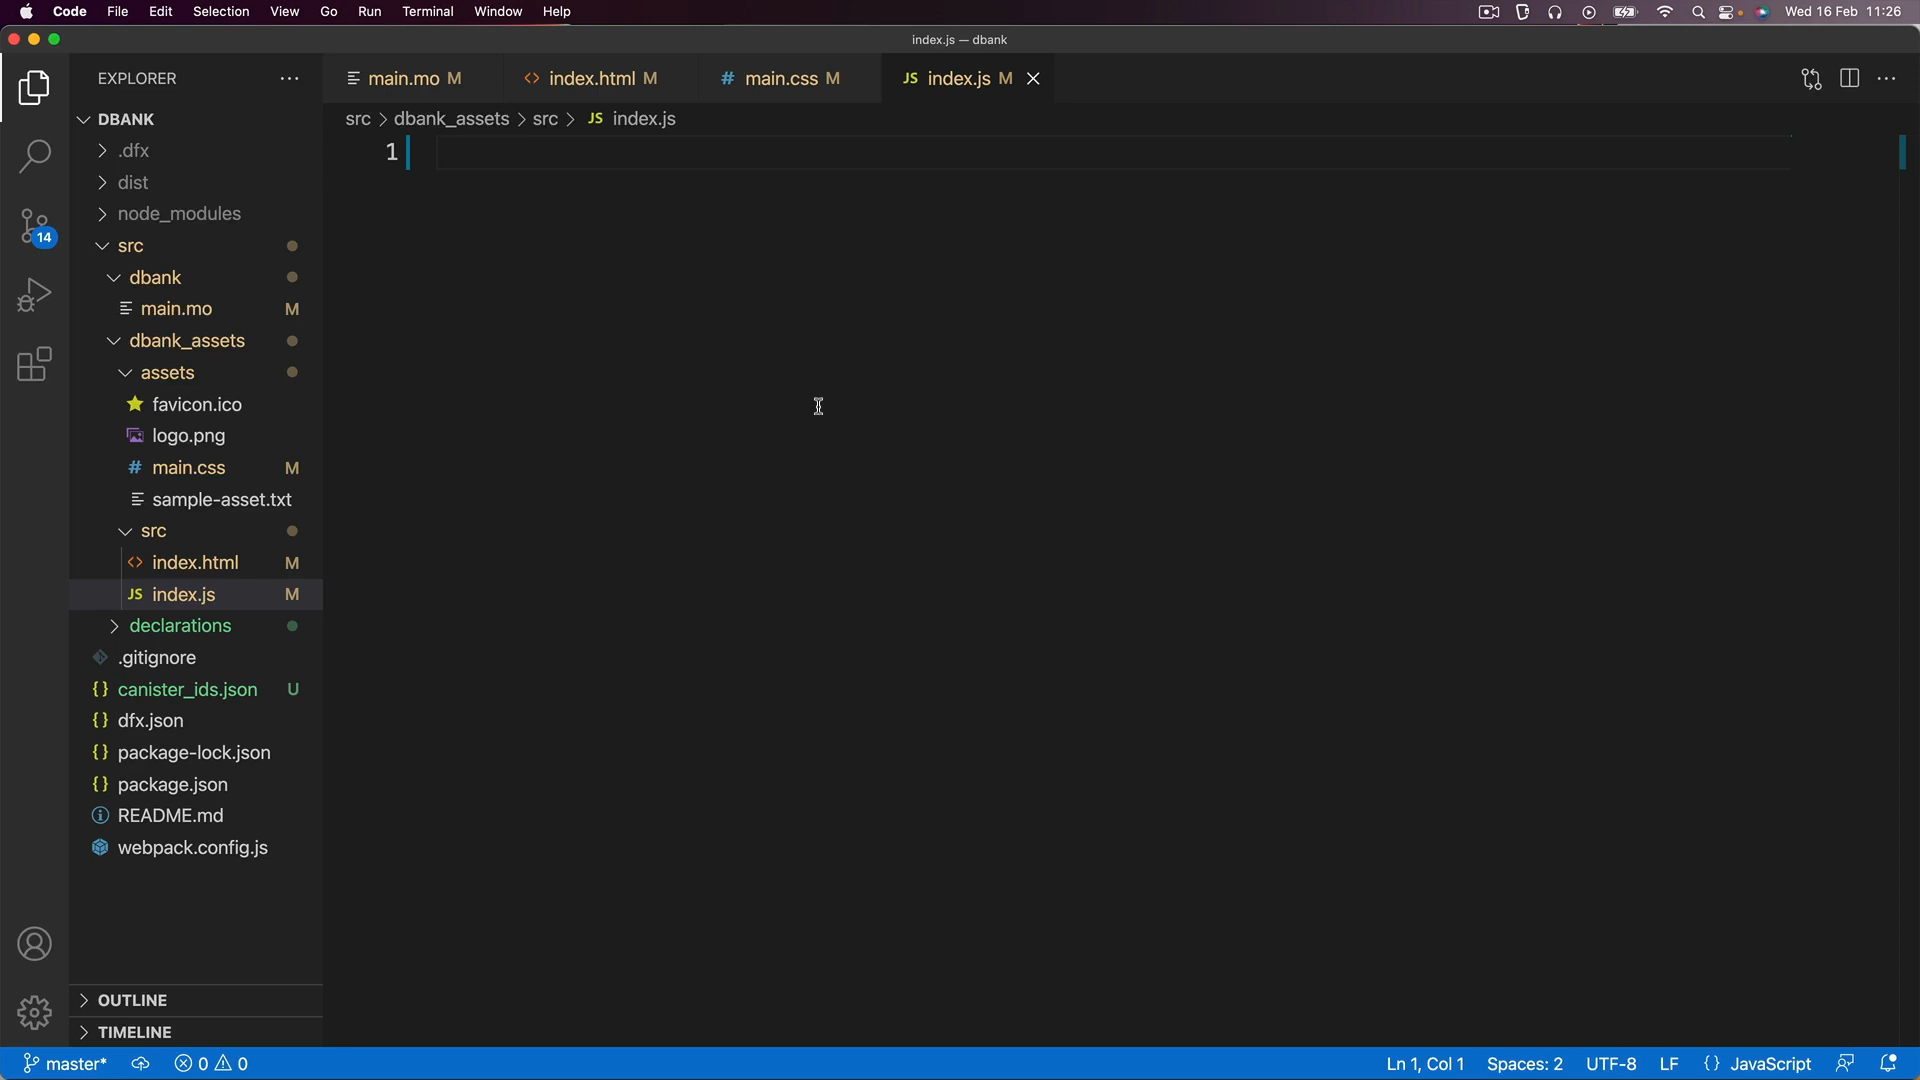 Code File Edit Selection View Go Run Terminal Window Help Wed 16 Feb 11:26
index.js — dbank
EXPLORER
main.mo M
index.html M
# main.css M
JS index.js M
DBANK
src > dbank_assets > src > JS index.js
1
.dfx
dist
node_modules
14
src
dbank
main.mo M
dbank_assets
assets
favicon.ico
logo.png
# main.css M
sample-asset.txt
src
<> index.html M
JS index.js M
declarations
.gitignore
{} canister_ids.json U
{} dfx.json
{} package-lock.json
{} package.json
README.md
webpack.config.js
OUTLINE
TIMELINE
master* 0 0 Ln 1, Col 1 Spaces: 2 UTF-8 LF {} JavaScript